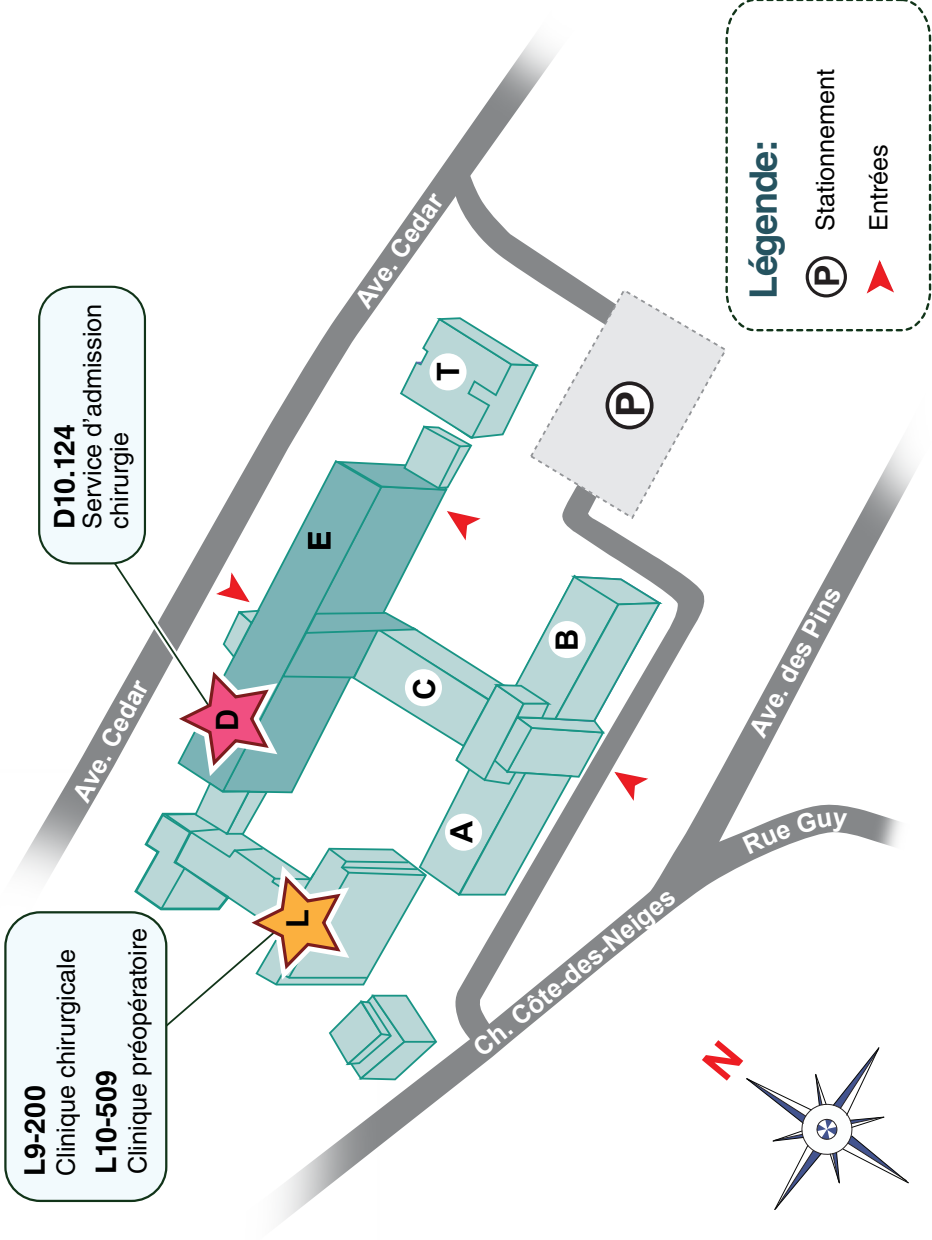 L9-200
Clinique chirurgicale
L10-509
Clinique préopératoire
D10.124
Service d'admission
chirurgie
Ave. Cedar
Ave. Cedar
D
E
T
L
C
A
B
P
Ch. Côte-des-Neiges
Rue Guy
Ave. des Pins
N
Légende:
P Stationnement
Entrées